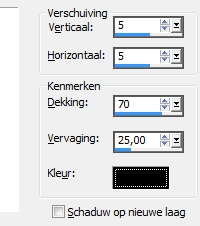 Verschuiving
Verticaal: 5
Horizontaal: 5
Kenmerken
Dekking: 70
Vervaging: 25,00
Kleur:
Schaduw op nieuwe laag